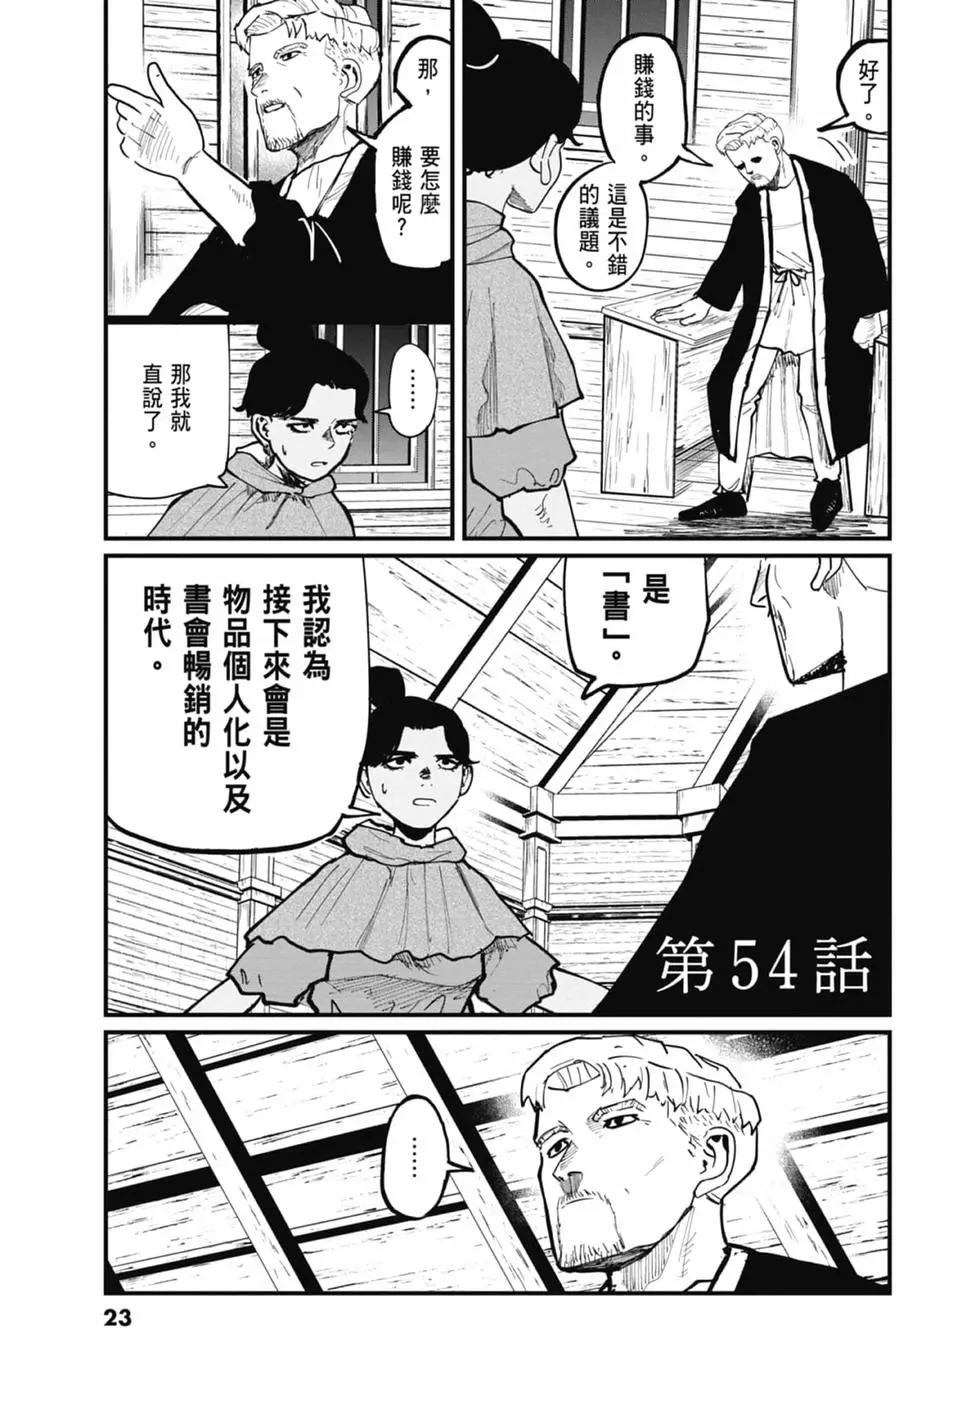 好了。
賺錢的事。
這是不錯
的議題。
那，
要怎麼
賺錢呢？
⋯⋯
那我就
直說了。
是
「書」。
我認為
接下來會是
物品個人化以及
書會暢銷的
時代。
第54話
⋯⋯
23